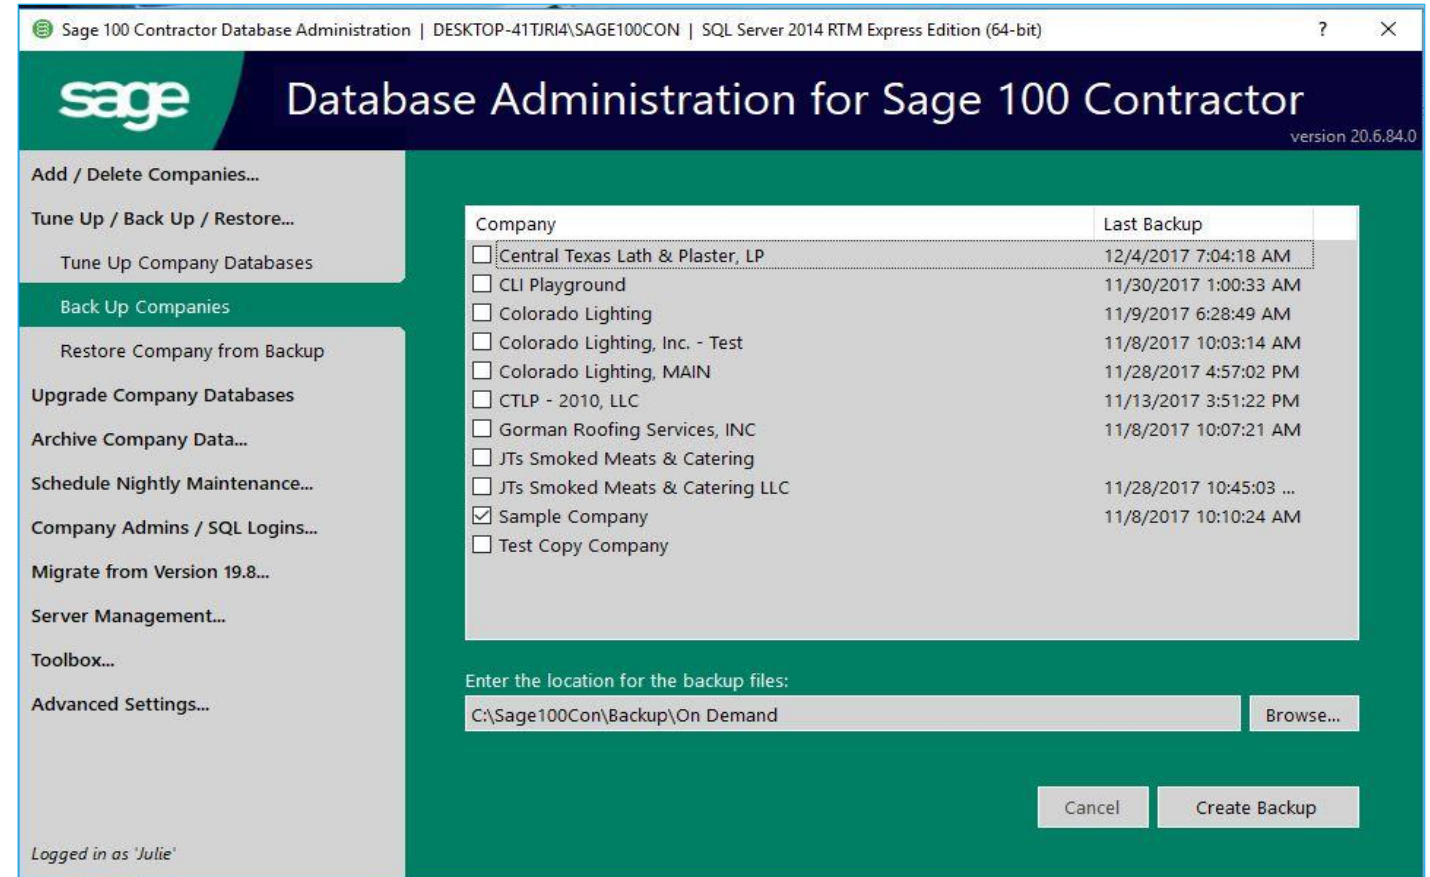 Sage 100 Contractor Database Administration | DESKTOP-41TJRI4\SAGE100CON | SQL Server 2014 RTM Express Edition (64-bit) ?
sage Database Administration for Sage 100 Contractor
version 20.6.84.0
Add / Delete Companies...
Tune Up / Back Up / Restore...
Tune Up Company Databases
Back Up Companies
Restore Company from Backup
Upgrade Company Databases
Archive Company Data...
Schedule Nightly Maintenance...
Company Admins / SQL Logins...
Migrate from Version 19.8...
Server Management...
Toolbox...
Advanced Settings...
Logged in as 'Julie'
Company Last Backup
Central Texas Lath & Plaster, LP 12/4/2017 7:04:18 AM
CLI Playground 11/30/2017 1:00:33 AM
Colorado Lighting 11/9/2017 6:28:49 AM
Colorado Lighting, Inc. - Test 11/8/2017 10:03:14 AM
Colorado Lighting, MAIN 11/28/2017 4:57:02 PM
CTLP - 2010, LLC 11/13/2017 3:51:22 PM
Gorman Roofing Services, INC 11/8/2017 10:07:21 AM
JTs Smoked Meats & Catering
JTs Smoked Meats & Catering LLC 11/28/2017 10:45:03 ...
Sample Company 11/8/2017 10:10:24 AM
Test Copy Company
Enter the location for the backup files:
C:\Sage100Con\Backup\On Demand Browse...
Cancel Create Backup